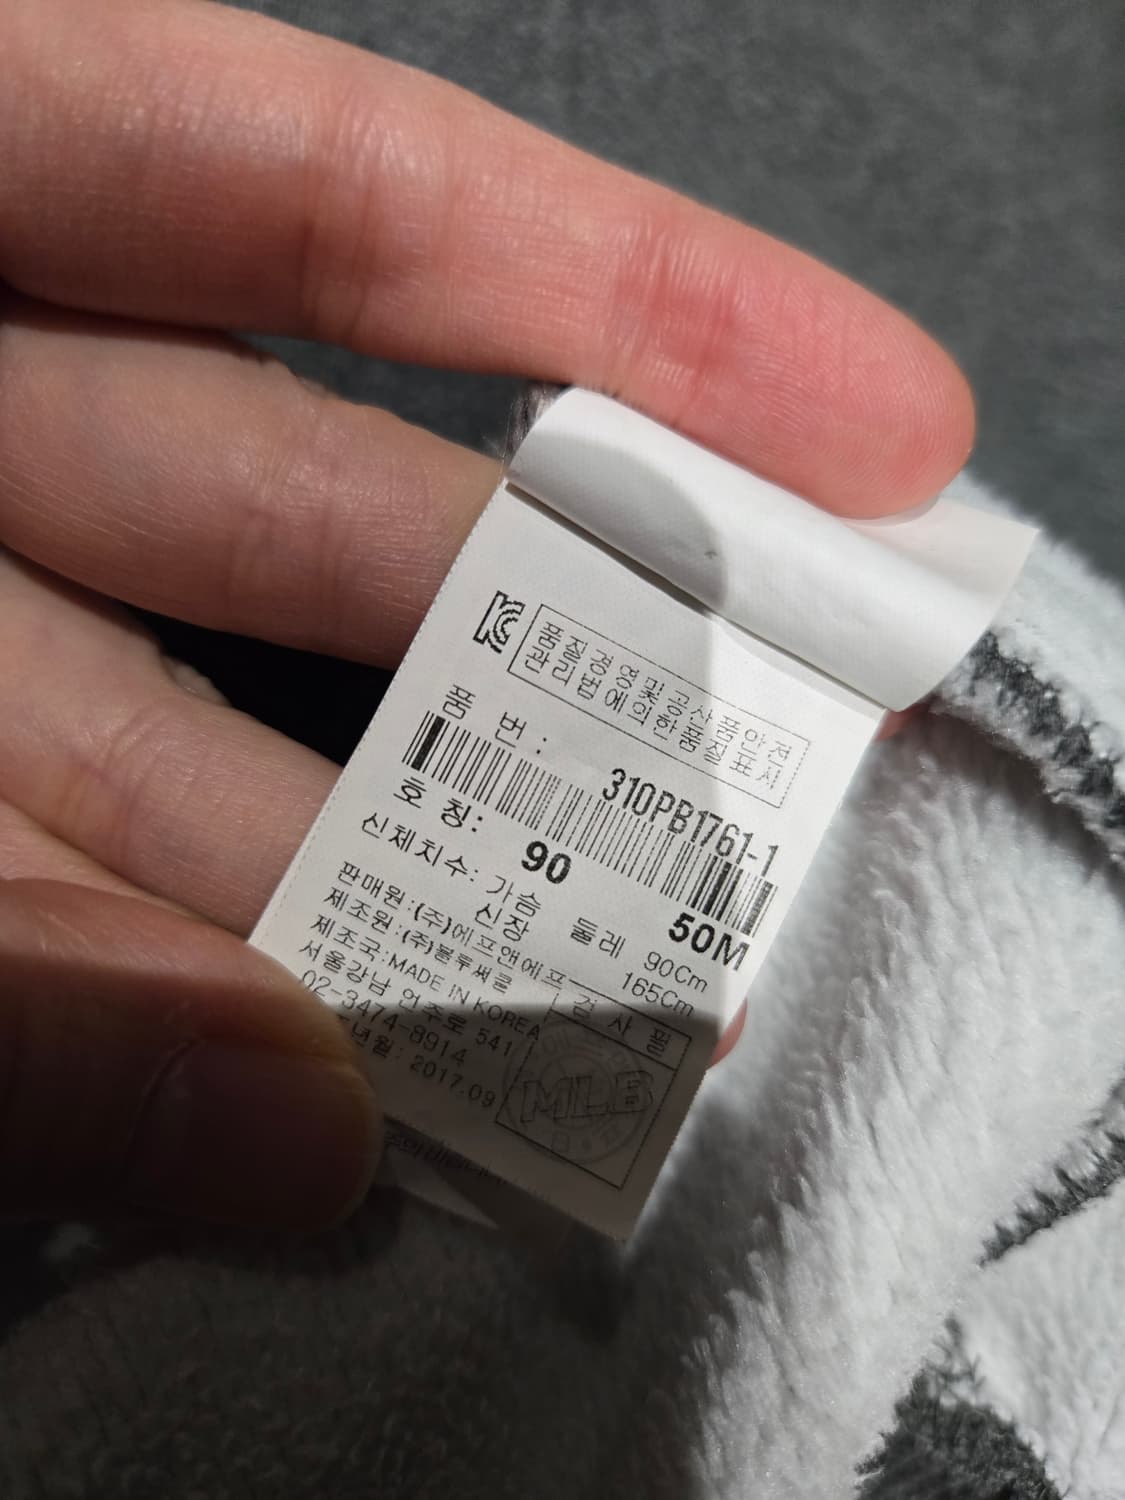 품질경영및공산품안전
관리법에의한품질표시
품 번 :
310PB1761-1
호 칭: 90
50M
신체치수: 가슴 둘레 90Cm
신장 165Cm
판매원:(주)에프앤에프
제조원:(주)블루써클
제조국:MADE IN KOREA
서울강남 언주로 541
02-3474-8914
년월: 2017.09
검사필
MLB